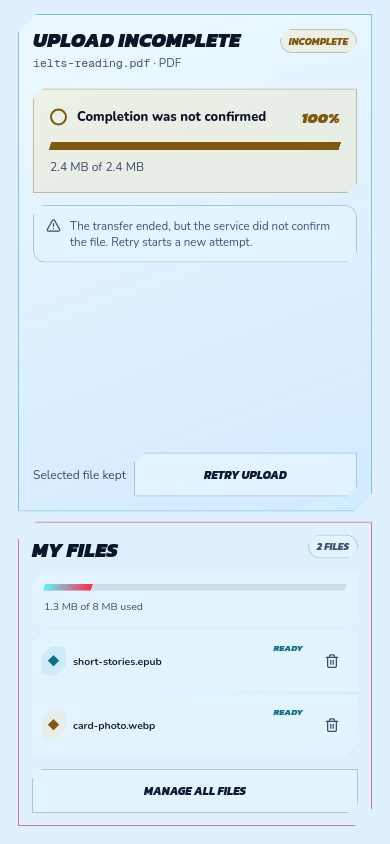 UPLOAD INCOMPLETE
INCOMPLETE
ielts-reading.pdf · PDF
Completion was not confirmed
100%
2.4 MB of 2.4 MB
The transfer ended, but the service did not confirm
the file. Retry starts a new attempt.
Selected file kept
RETRY UPLOAD
MY FILES
2 FILES
1.3 MB of 8 MB used
READY
short-stories.epub
READY
card-photo.webp
MANAGE ALL FILES